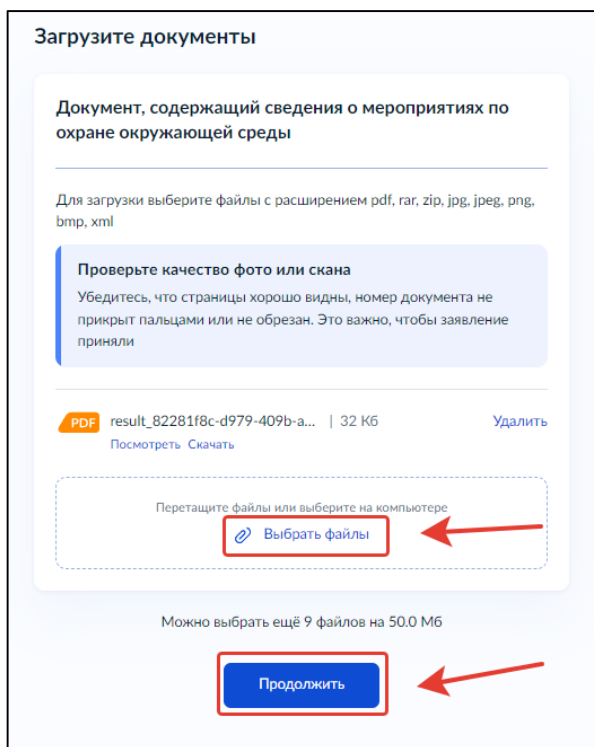 Загрузите документы
Документ, содержащий сведения о мероприятиях по
охране окружающей среды
Для загрузки выберите файлы с расширением pdf, rar, zip, jpg, jpeg, png,
bmp, xml
Проверьте качество фото или скана
Убедитесь, что страницы хорошо видны, номер документа не
прикрыт пальцами или не обрезан. Это важно, чтобы заявление
приняли
PDF result_82281f8c-d979-409b-a... | 32 Кб Удалить
Посмотреть Скачать
Перетащите файлы или выберите на компьютере
Выбрать файлы
Можно выбрать ещё 9 файлов на 50.0 Мб
Продолжить